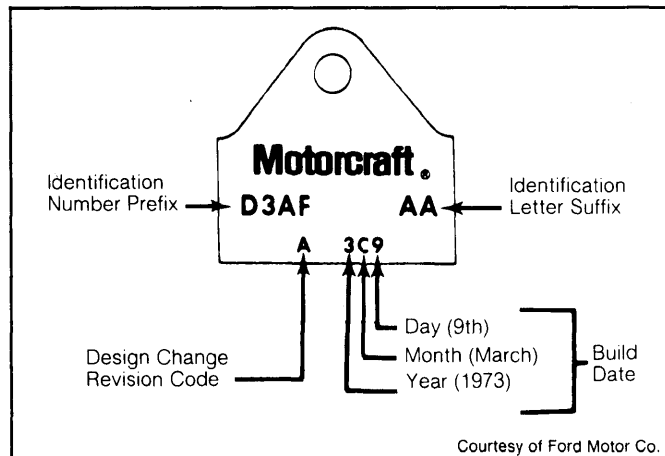 Motorcraft®
Identification
Number Prefix
D3AF
AA
Identification
Letter Suffix
A
3C9
Design Change
Revision Code
Day (9th)
Month (March)
Year (1973)
Build
Date
Courtesy of Ford Motor Co.